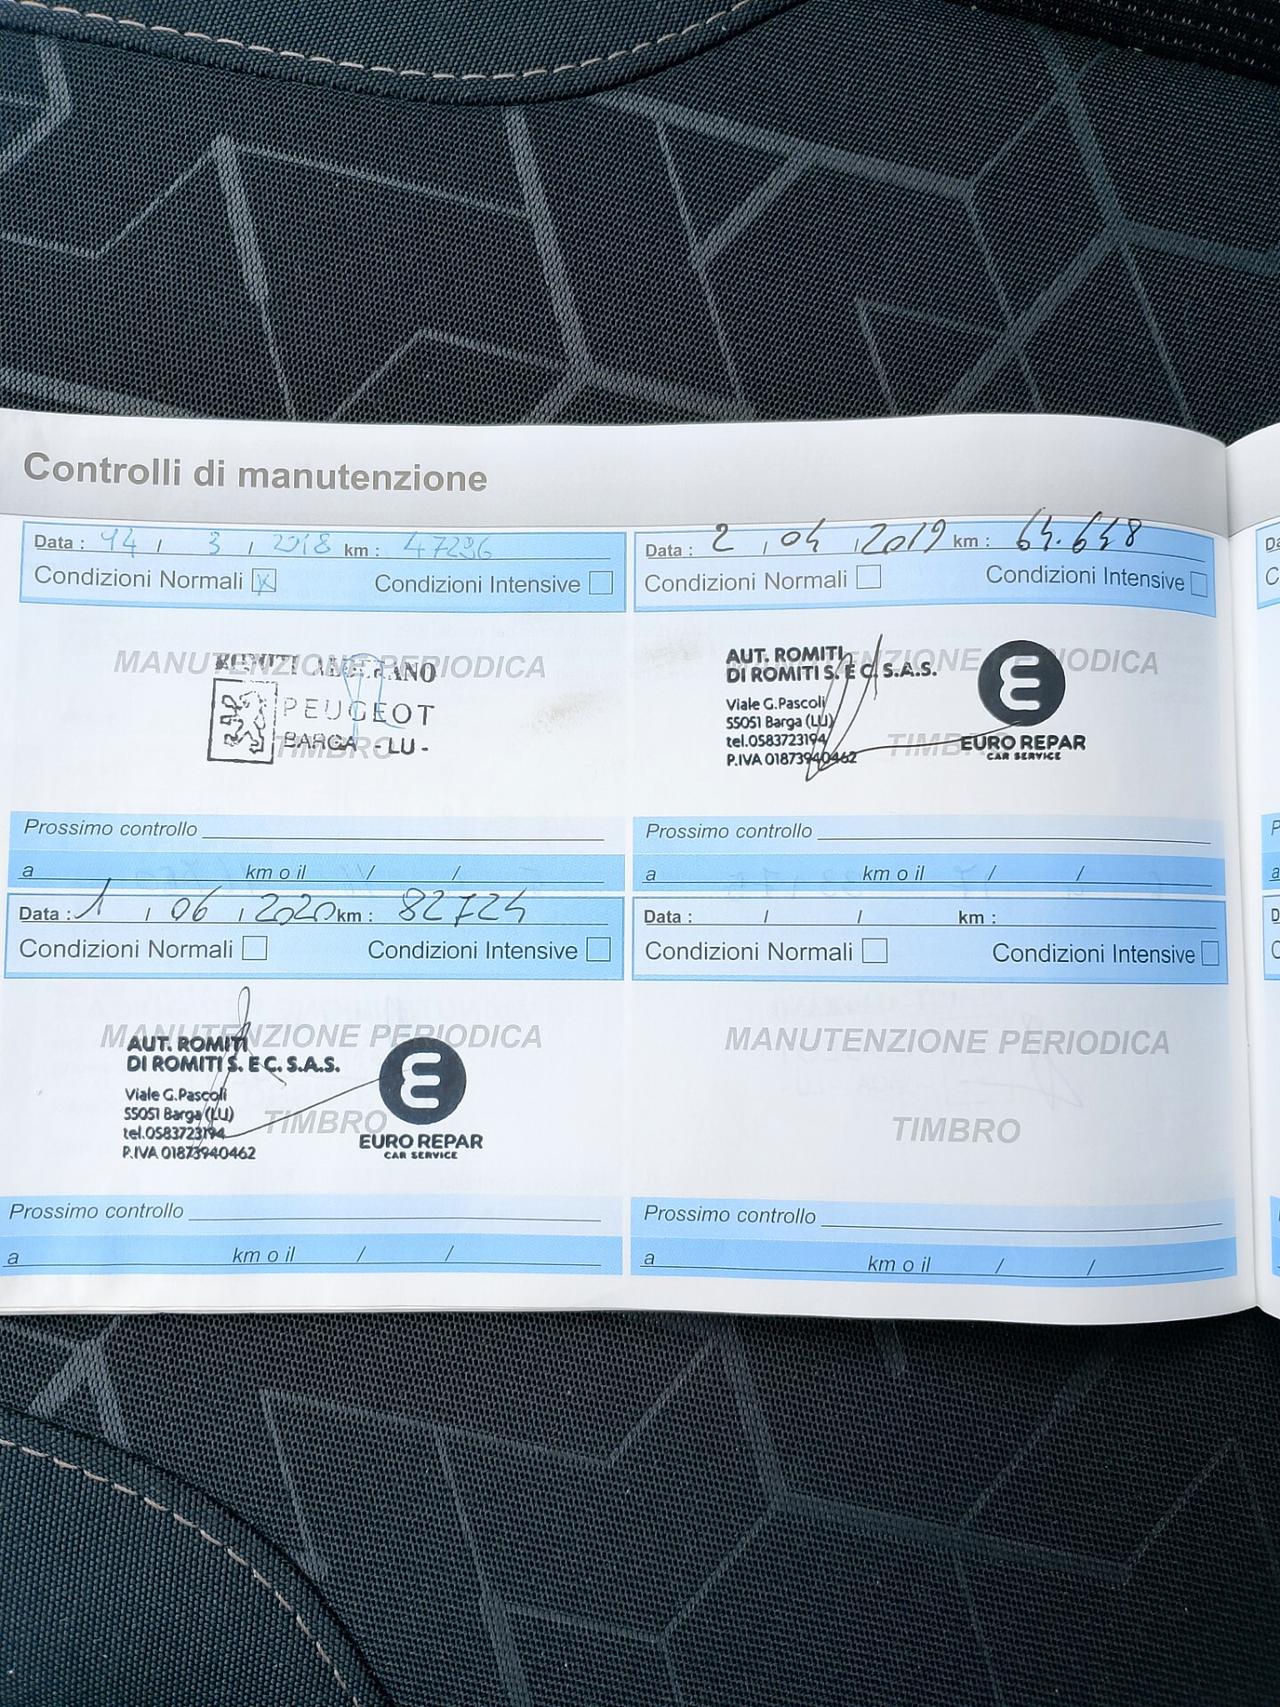 Controlli di manutenzione
Data : 14 / 3 / 2018 km : 47296
Condizioni Normali x Condizioni Intensive
MANUTENZIONE PERIODICA
ROMITI
PEUGEOT
BARGA - LU -
TIMBRO
Prossimo controllo
a km o il / /
Data : 2 / 04 / 2019 km : 64.648
Condizioni Normali Condizioni Intensive
MANUTENZIONE PERIODICA
AUT. ROMITI
DI ROMITI S. E C. S.A.S.
Viale G.Pascoli
55051 Barga (LU)
tel.0583723194
P.IVA 01873940462
TIMBRO
EURO REPAR
CAR SERVICE
Prossimo controllo
a km o il / /
Data : 1 / 06 / 2020 km : 82724
Condizioni Normali Condizioni Intensive
MANUTENZIONE PERIODICA
AUT. ROMITI
DI ROMITI S. E C. S.A.S.
Viale G.Pascoli
55051 Barga (LU)
tel.0583723194
P.IVA 01873940462
TIMBRO
EURO REPAR
CAR SERVICE
Prossimo controllo
a km o il / /
Data : / / km :
Condizioni Normali Condizioni Intensive
MANUTENZIONE PERIODICA
TIMBRO
Prossimo controllo
a km o il / /